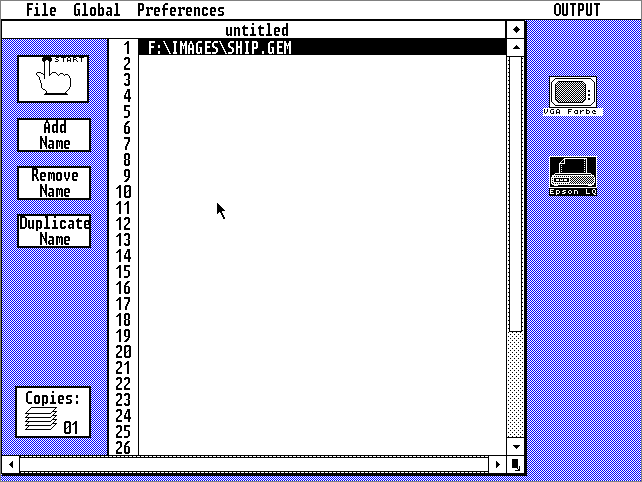 File Global Preferences OUTPUT
untitled
START
Add
Name
Remove
Name
Duplicate
Name
Copies:
01
1 F:\IMAGES\SHIP.GEM
2
3
4
5
6
7
8
9
10
11
12
13
14
15
16
17
18
19
20
21
22
23
24
25
26
VGA Farbe
Epson LQ